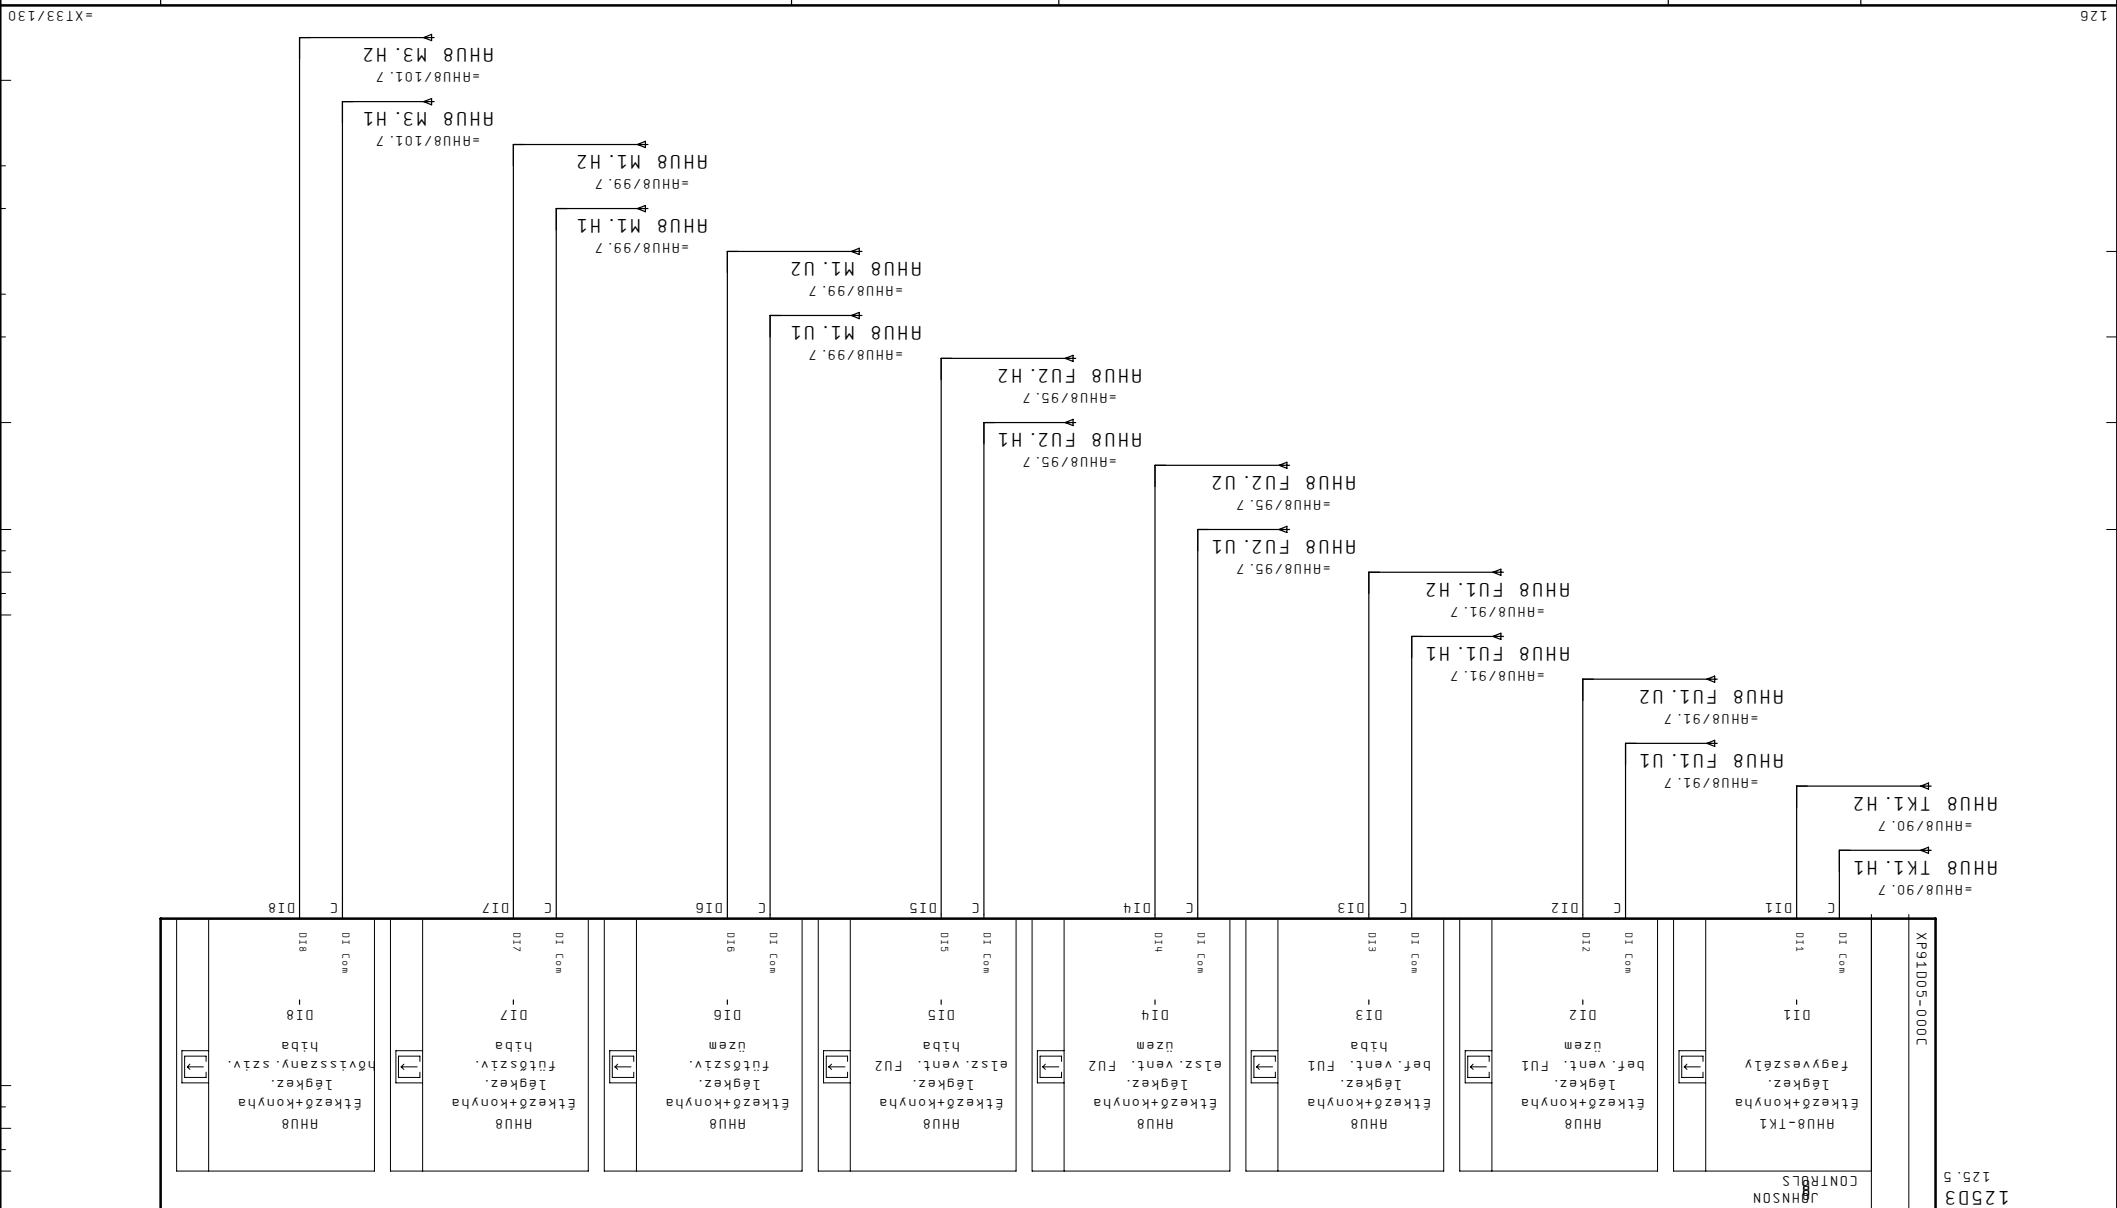 125D3
125.5
JOHNSON
CONTROLS
XP91D05-000C
AHU8-TK1
Étkező+konyha
légkez.
fagyveszély
DI1
-
DI Com
DI1
C
DI1
AHU8
Étkező+konyha
légkez.
bef.vent. FU1
üzem
DI2
-
DI Com
DI2
C
DI2
AHU8
Étkező+konyha
légkez.
bef.vent. FU1
hiba
DI3
-
DI Com
DI3
C
DI3
AHU8
Étkező+konyha
légkez.
elsz.vent. FU2
üzem
DI4
-
DI Com
DI4
C
DI4
AHU8
Étkező+konyha
légkez.
elsz.vent. FU2
hiba
DI5
-
DI Com
DI5
C
DI5
AHU8
Étkező+konyha
légkez.
fűtősziv.
üzem
DI6
-
DI Com
DI6
C
DI6
AHU8
Étkező+konyha
légkez.
fűtősziv.
hiba
DI7
-
DI Com
DI7
C
DI7
AHU8
Étkező+konyha
légkez.
hővisszany.sziv.
hiba
DI8
-
DI Com
DI8
C
DI8
=AHU8/90.7
AHU8 TK1.H1
=AHU8/90.7
AHU8 TK1.H2
=AHU8/91.7
AHU8 FU1.U1
=AHU8/91.7
AHU8 FU1.U2
=AHU8/91.7
AHU8 FU1.H1
=AHU8/91.7
AHU8 FU1.H2
=AHU8/95.7
AHU8 FU2.U1
=AHU8/95.7
AHU8 FU2.U2
=AHU8/95.7
AHU8 FU2.H1
=AHU8/95.7
AHU8 FU2.H2
=AHU8/99.7
AHU8 M1.U1
=AHU8/99.7
AHU8 M1.U2
=AHU8/99.7
AHU8 M1.H1
=AHU8/99.7
AHU8 M1.H2
=AHU8/101.7
AHU8 M3.H1
=AHU8/101.7
AHU8 M3.H2
126
=XT33/130